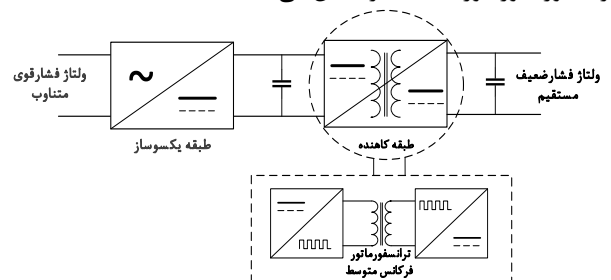 ولتاژ فشارقوی
متناوب
طبقه یکسوساز
طبقه کاهنده
ولتاژ فشارضعیف
مستقیم
ترانسفورماتور
فرکانس متوسط